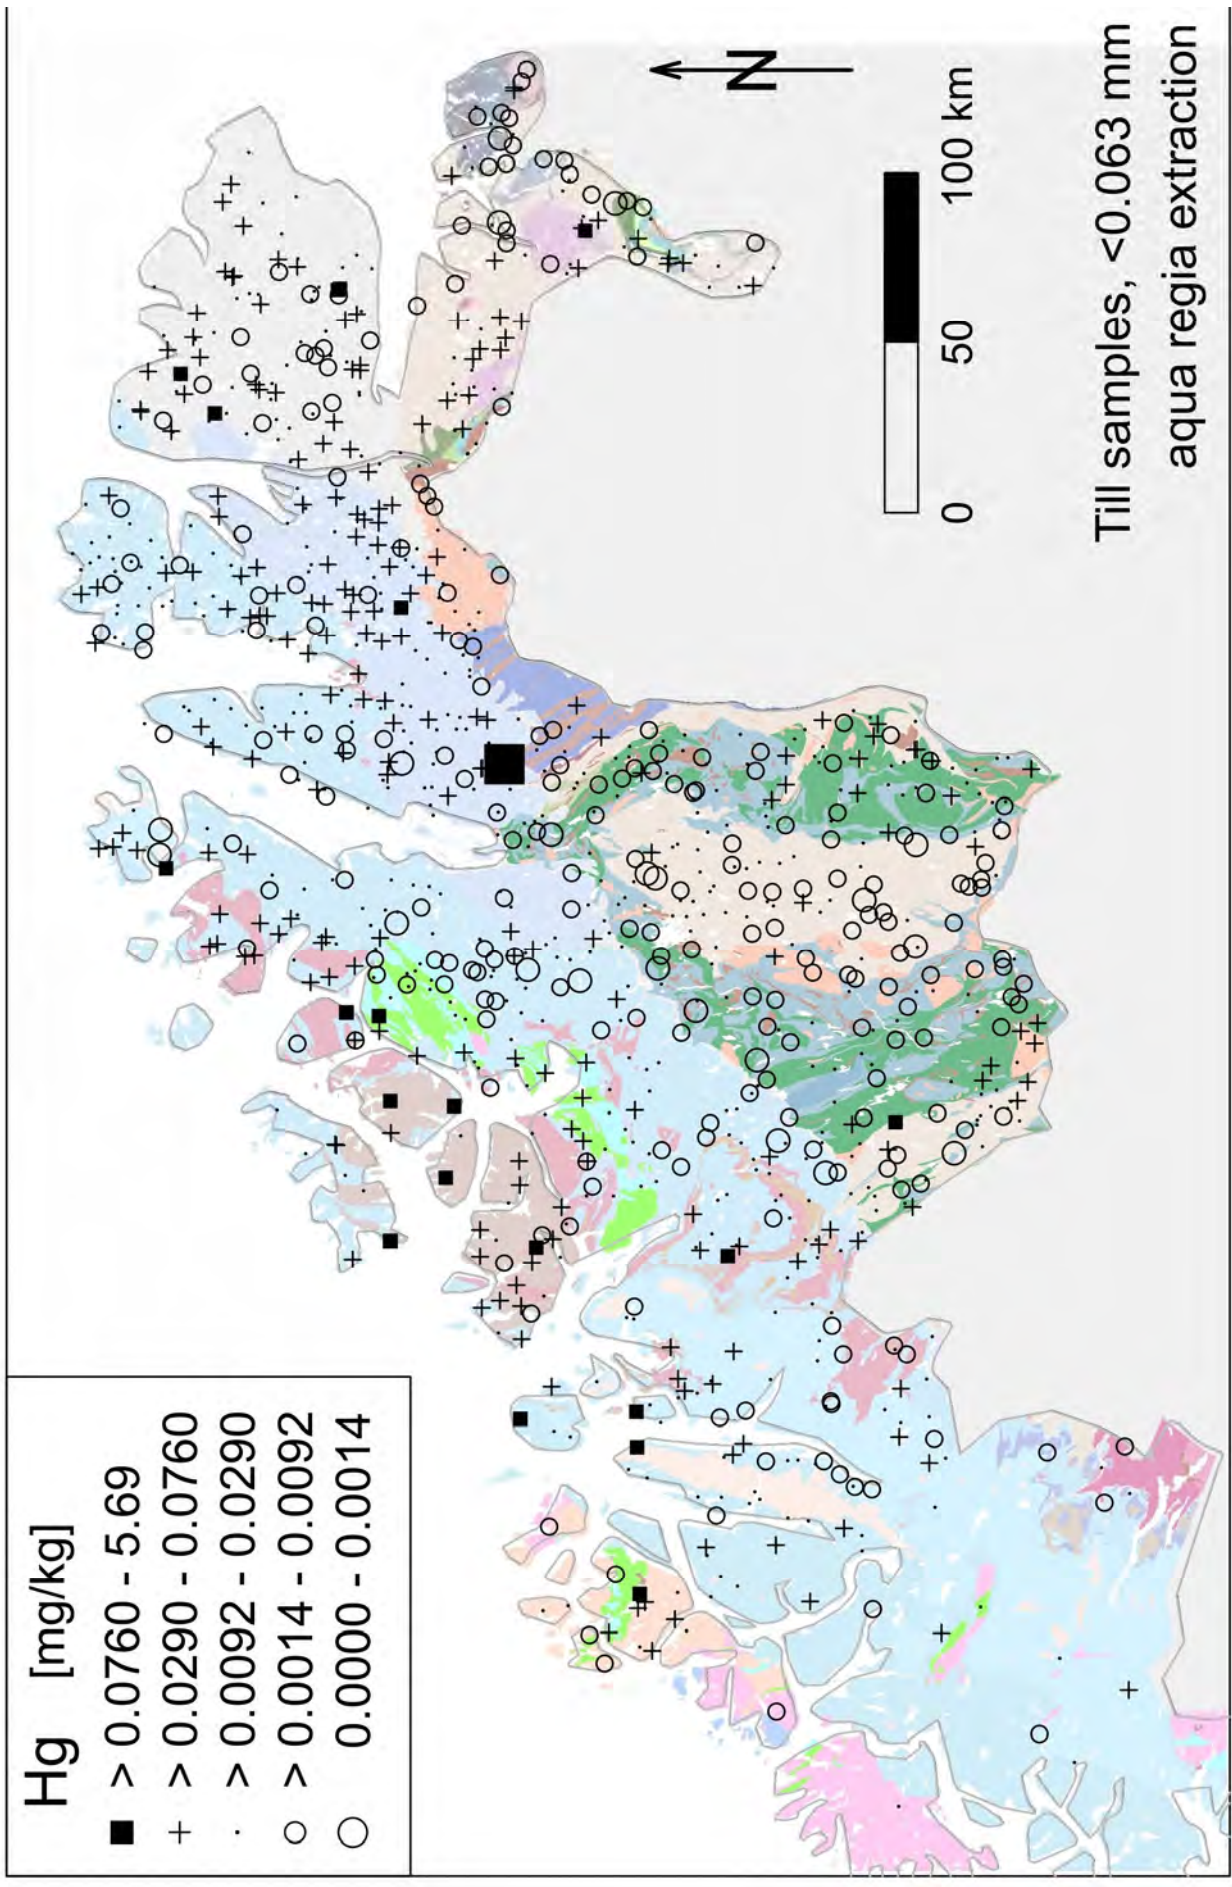 Hg [mg/kg]
> 0.0760 - 5.69
> 0.0290 - 0.0760
> 0.0092 - 0.0290
> 0.0014 - 0.0092
0.0000 - 0.0014
N
0 50 100 km
Till samples, <0.063 mm
aqua regia extraction